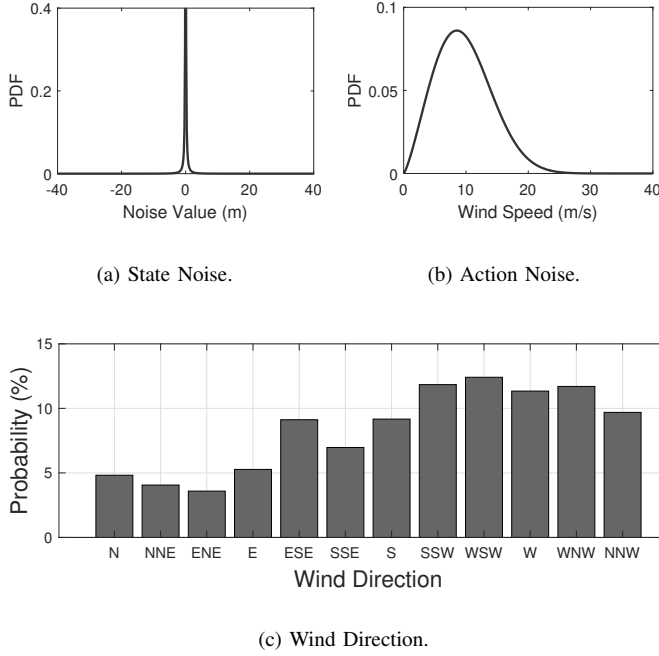 0.4
0.2
0
PDF
-40 -20 0 20 40
Noise Value (m)
(a) State Noise.
0.1
0.05
0
PDF
0 10 20 30 40
Wind Speed (m/s)
(b) Action Noise.
15
10
5
0
Probability (%)
N NNE ENE E ESE SSE S SSW WSW W WNW NNW
Wind Direction
(c) Wind Direction.